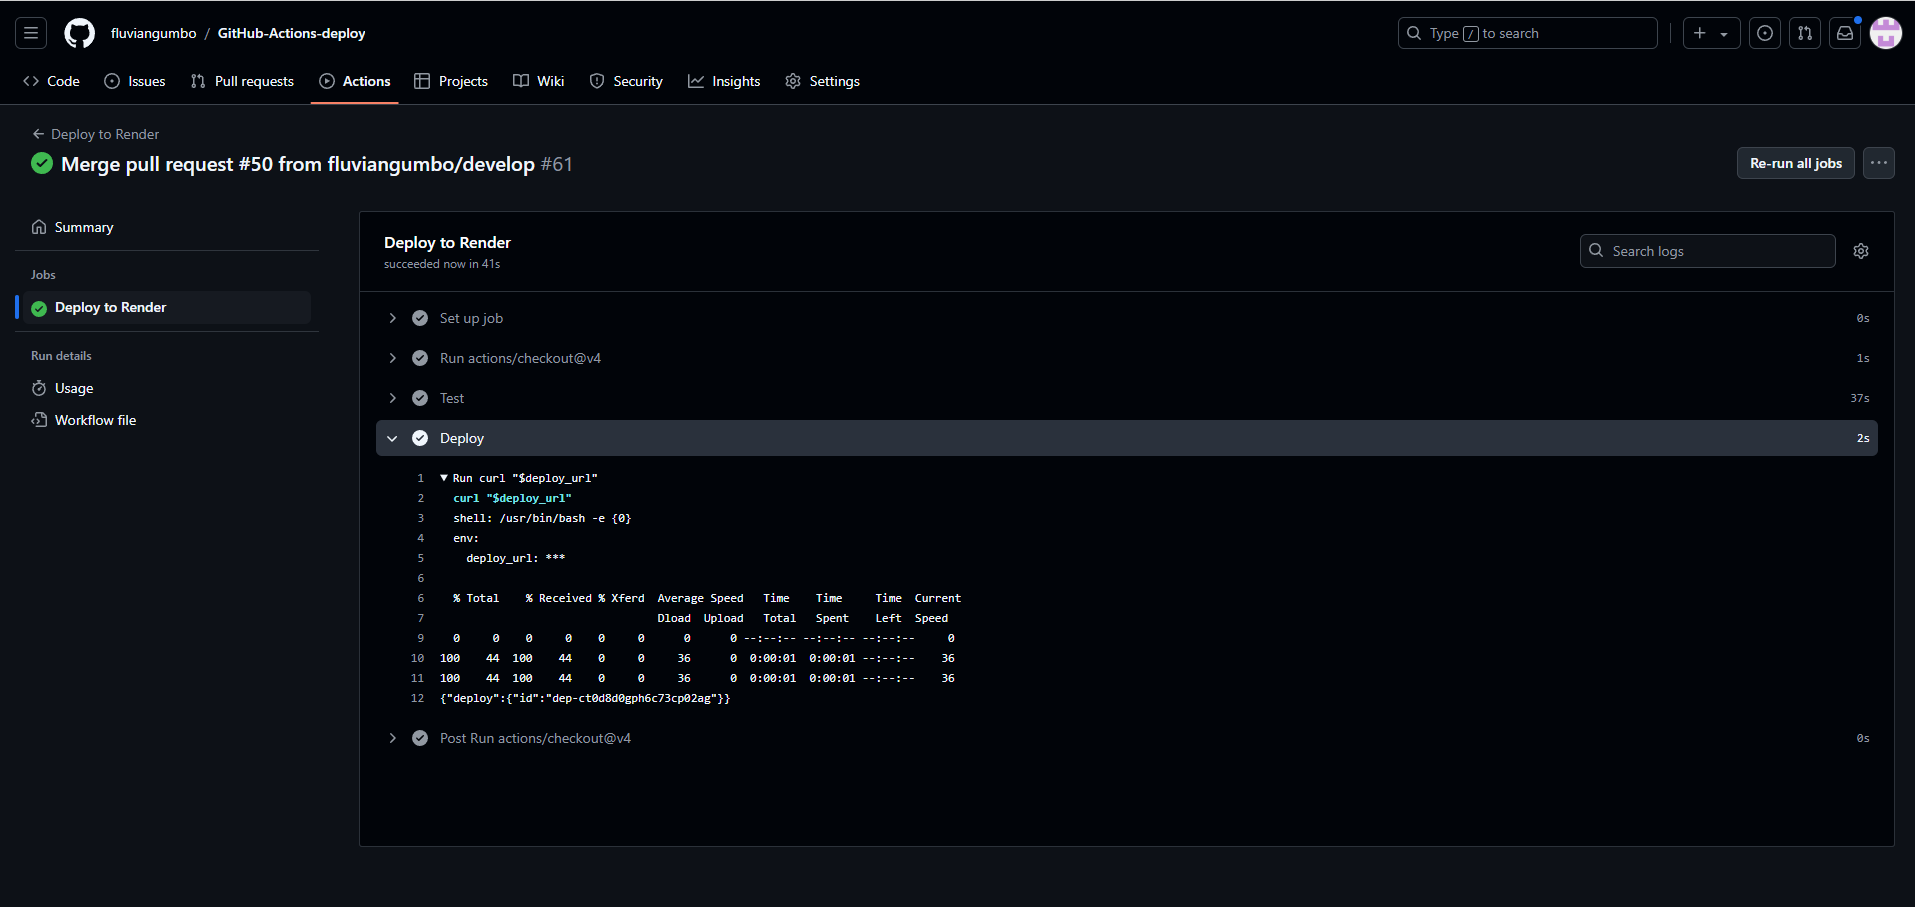 fluviangumbo / GitHub-Actions-deploy
Type / to search
Code Issues Pull requests Actions Projects Wiki Security Insights Settings
Deploy to Render
Merge pull request #50 from fluviangumbo/develop #61
Re-run all jobs
Summary
Jobs
Deploy to Render
Run details
Usage
Workflow file
Deploy to Render
succeeded now in 41s
Search logs
Set up job 0s
Run actions/checkout@v4 1s
Test 37s
Deploy 2s
1 ▼ Run curl "$deploy_url"
2 curl "$deploy_url"
3 shell: /usr/bin/bash -e {0}
4 env:
5 deploy_url: ***
6
6 % Total % Received % Xferd Average Speed Time Time Time Current
7 Dload Upload Total Spent Left Speed
9 0 0 0 0 0 0 0 0 --:--:-- --:--:-- --:--:-- 0
10 100 44 100 44 0 0 36 0 0:00:01 0:00:01 --:--:-- 36
11 100 44 100 44 0 0 36 0 0:00:01 0:00:01 --:--:-- 36
12 {"deploy":{"id":"dep-ct0d8d0gph6c73cp02ag"}}
Post Run actions/checkout@v4 0s